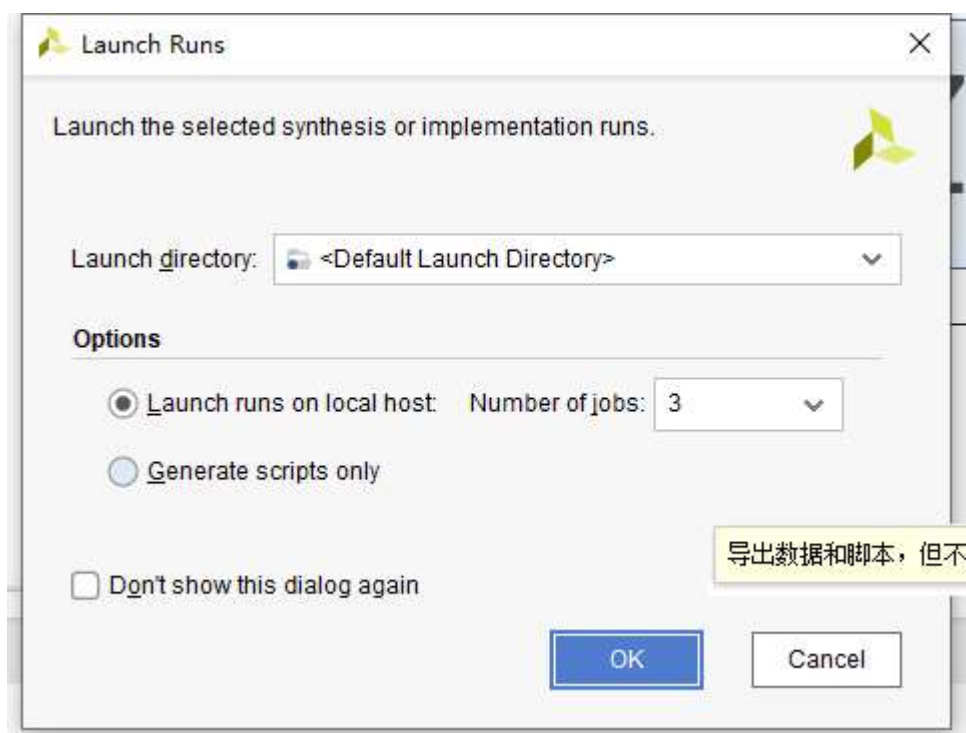 Launch Runs
Launch the selected synthesis or implementation runs.
Launch directory: <Default Launch Directory>
Options
Launch runs on local host: Number of jobs: 3
Generate scripts only
导出数据和脚本，但不
Don't show this dialog again
OK Cancel